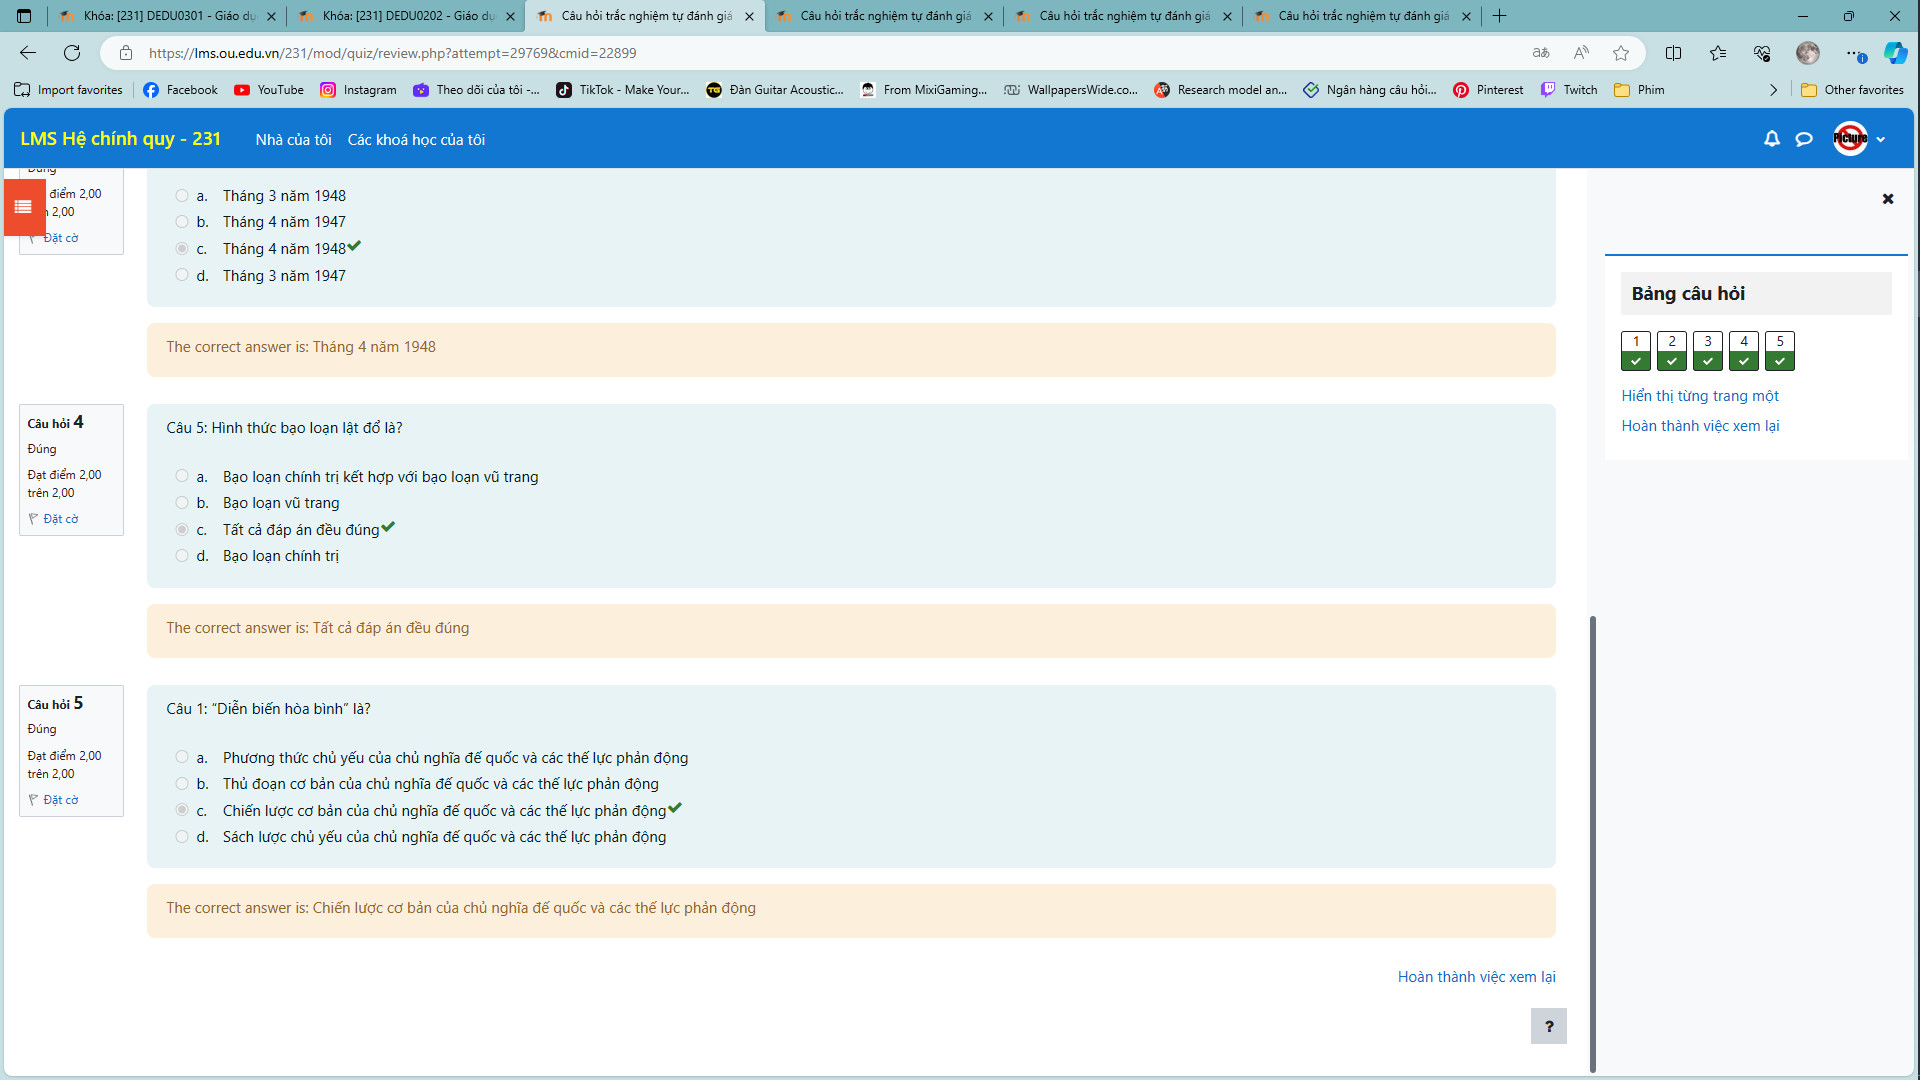 Khóa: [231] DEDU0301 - Giáo dụ
Khóa: [231] DEDU0202 - Giáo dụ
Câu hỏi trắc nghiệm tự đánh giá
Câu hỏi trắc nghiệm tự đánh giá
Câu hỏi trắc nghiệm tự đánh giá
Câu hỏi trắc nghiệm tự đánh giá
https://lms.ou.edu.vn/231/mod/quiz/review.php?attempt=29769&cmid=22899
Import favorites
Facebook
YouTube
Instagram
Theo dõi của tôi -...
TikTok - Make Your...
Đàn Guitar Acoustic...
From MixiGaming...
WallpapersWide.co...
Research model an...
Ngân hàng câu hỏi...
Pinterest
Twitch
Phim
Other favorites
LMS Hệ chính quy - 231
Nhà của tôi
Các khoá học của tôi
Picture
Đúng
điểm 2,00
2,00
Đặt cờ
a. Tháng 3 năm 1948
b. Tháng 4 năm 1947
c. Tháng 4 năm 1948
d. Tháng 3 năm 1947
The correct answer is: Tháng 4 năm 1948
Câu hỏi 4
Đúng
Đạt điểm 2,00
trên 2,00
Đặt cờ
Câu 5: Hình thức bạo loạn lật đổ là?
a. Bạo loạn chính trị kết hợp với bạo loạn vũ trang
b. Bạo loạn vũ trang
c. Tất cả đáp án đều đúng
d. Bạo loạn chính trị
The correct answer is: Tất cả đáp án đều đúng
Câu hỏi 5
Đúng
Đạt điểm 2,00
trên 2,00
Đặt cờ
Câu 1: “Diễn biến hòa bình” là?
a. Phương thức chủ yếu của chủ nghĩa đế quốc và các thế lực phản động
b. Thủ đoạn cơ bản của chủ nghĩa đế quốc và các thế lực phản động
c. Chiến lược cơ bản của chủ nghĩa đế quốc và các thế lực phản động
d. Sách lược chủ yếu của chủ nghĩa đế quốc và các thế lực phản động
The correct answer is: Chiến lược cơ bản của chủ nghĩa đế quốc và các thế lực phản động
Hoàn thành việc xem lại
?
Bảng câu hỏi
1 2 3 4 5
Hiển thị từng trang một
Hoàn thành việc xem lại